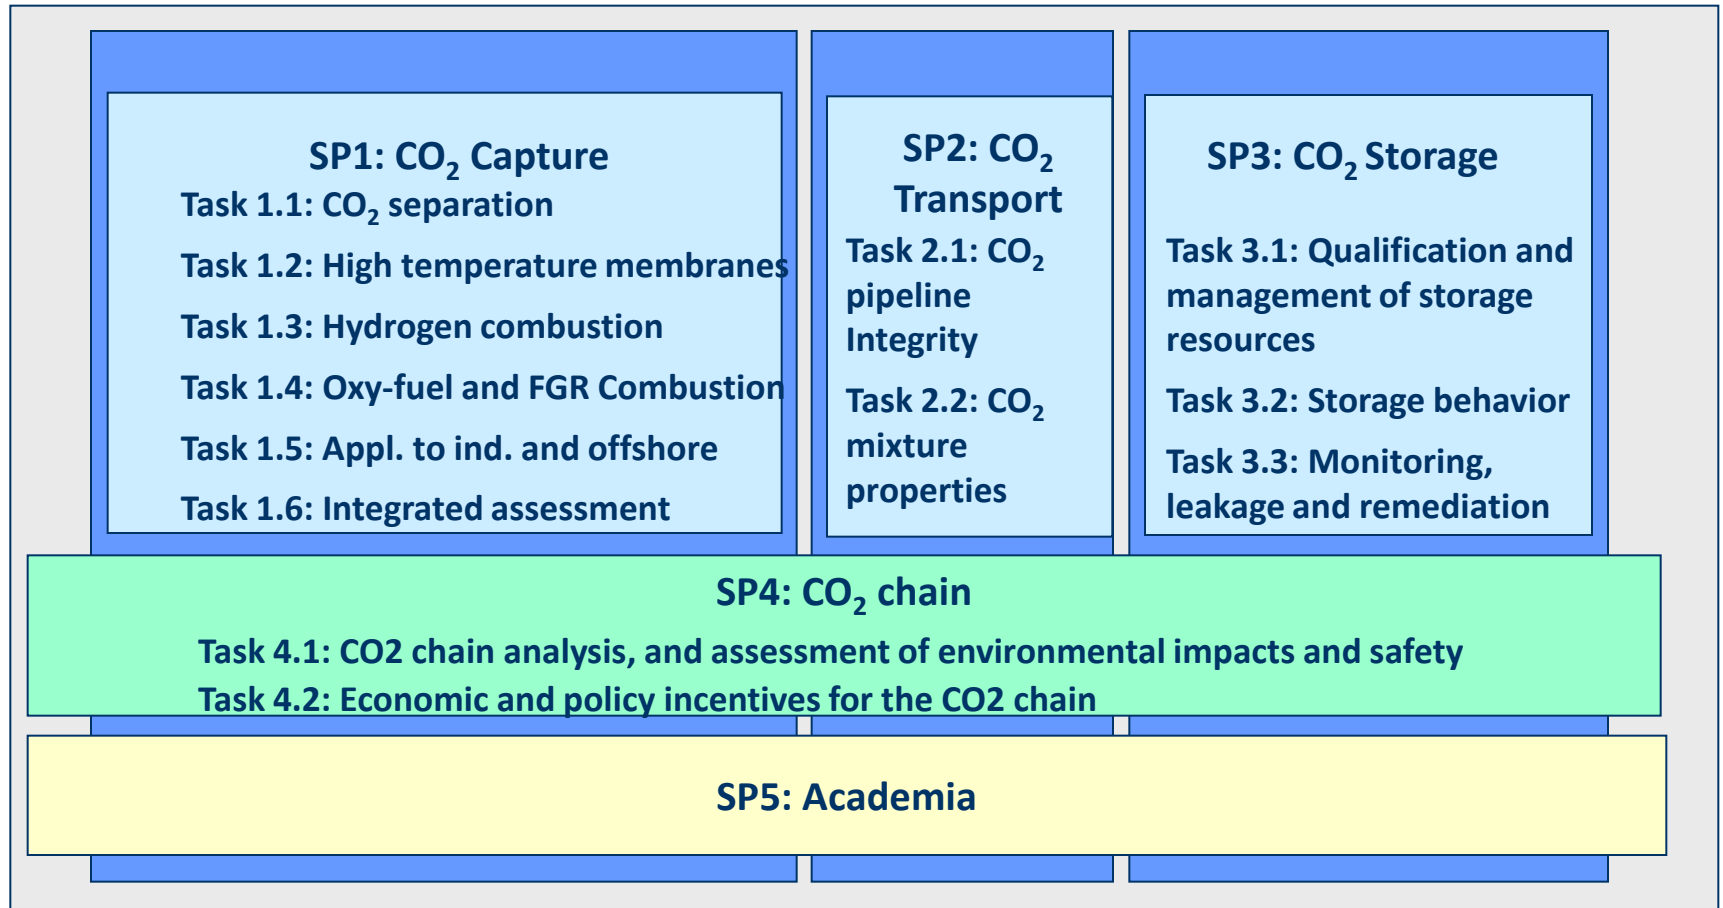 SP1: CO₂ Capture
Task 1.1: CO₂ separation
Task 1.2: High temperature membranes
Task 1.3: Hydrogen combustion
Task 1.4: Oxy-fuel and FGR Combustion
Task 1.5: Appl. to ind. and offshore
Task 1.6: Integrated assessment
SP2: CO₂
Transport
Task 2.1: CO₂
pipeline
Integrity
Task 2.2: CO₂
mixture
properties
SP3: CO₂ Storage
Task 3.1: Qualification and
management of storage
resources
Task 3.2: Storage behavior
Task 3.3: Monitoring,
leakage and remediation
SP4: CO₂ chain
Task 4.1: CO2 chain analysis, and assessment of environmental impacts and safety
Task 4.2: Economic and policy incentives for the CO2 chain
SP5: Academia